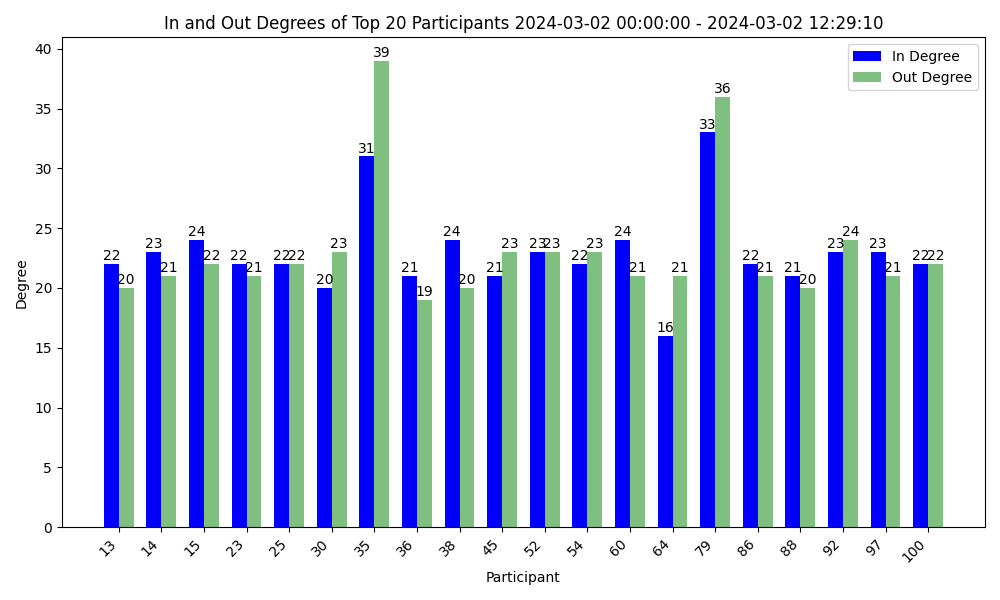 In and Out Degrees of Top 20 Participants 2024-03-02 00:00:00 - 2024-03-02 12:29:10
In Degree
Out Degree
Degree
40
35
30
25
20
15
10
5
0
22 20 23 21 24 22 22 21 22 22 20 23 31 39 21 19 24 20 21 23 23 23 22 23 24 21 16 21 33 36 22 21 21 20 23 24 23 21 22 22
13 14 15 23 25 30 35 36 38 45 52 54 60 64 79 86 88 92 97 100
Participant